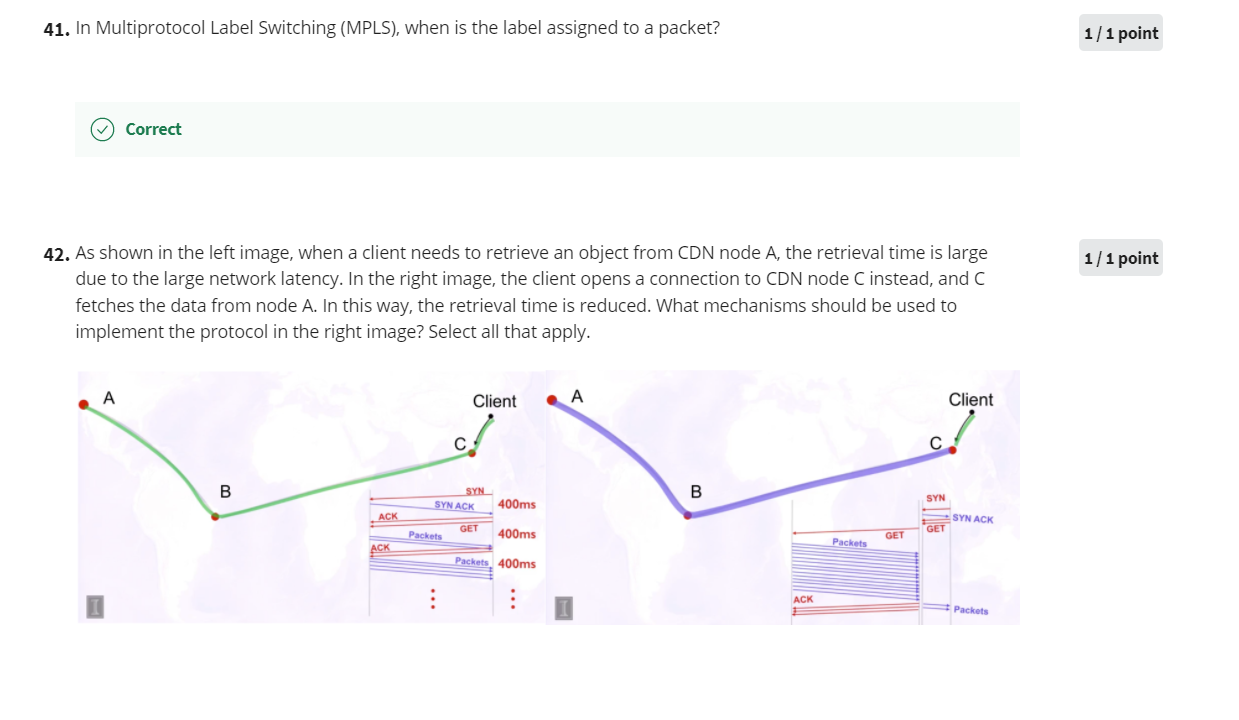 41. In Multiprotocol Label Switching (MPLS), when is the label assigned to a packet?
1 / 1 point
Correct
42. As shown in the left image, when a client needs to retrieve an object from CDN node A, the retrieval time is large
1 / 1 point
due to the large network latency. In the right image, the client opens a connection to CDN node C instead, and C
fetches the data from node A. In this way, the retrieval time is reduced. What mechanisms should be used to
implement the protocol in the right image? Select all that apply.
A
Client
C
B
SYN
SYN ACK
400ms
ACK
GET
400ms
Packets
ACK
Packets
400ms
I
A
Client
C
B
SYN
SYN ACK
GET
GET
Packets
ACK
Packets
I